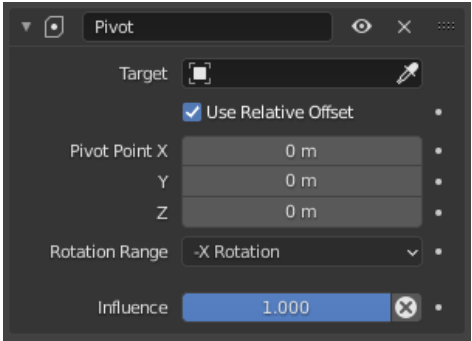 Pivot
Target
Use Relative Offset
Pivot Point X 0 m
Y 0 m
Z 0 m
Rotation Range -X Rotation
Influence 1.000